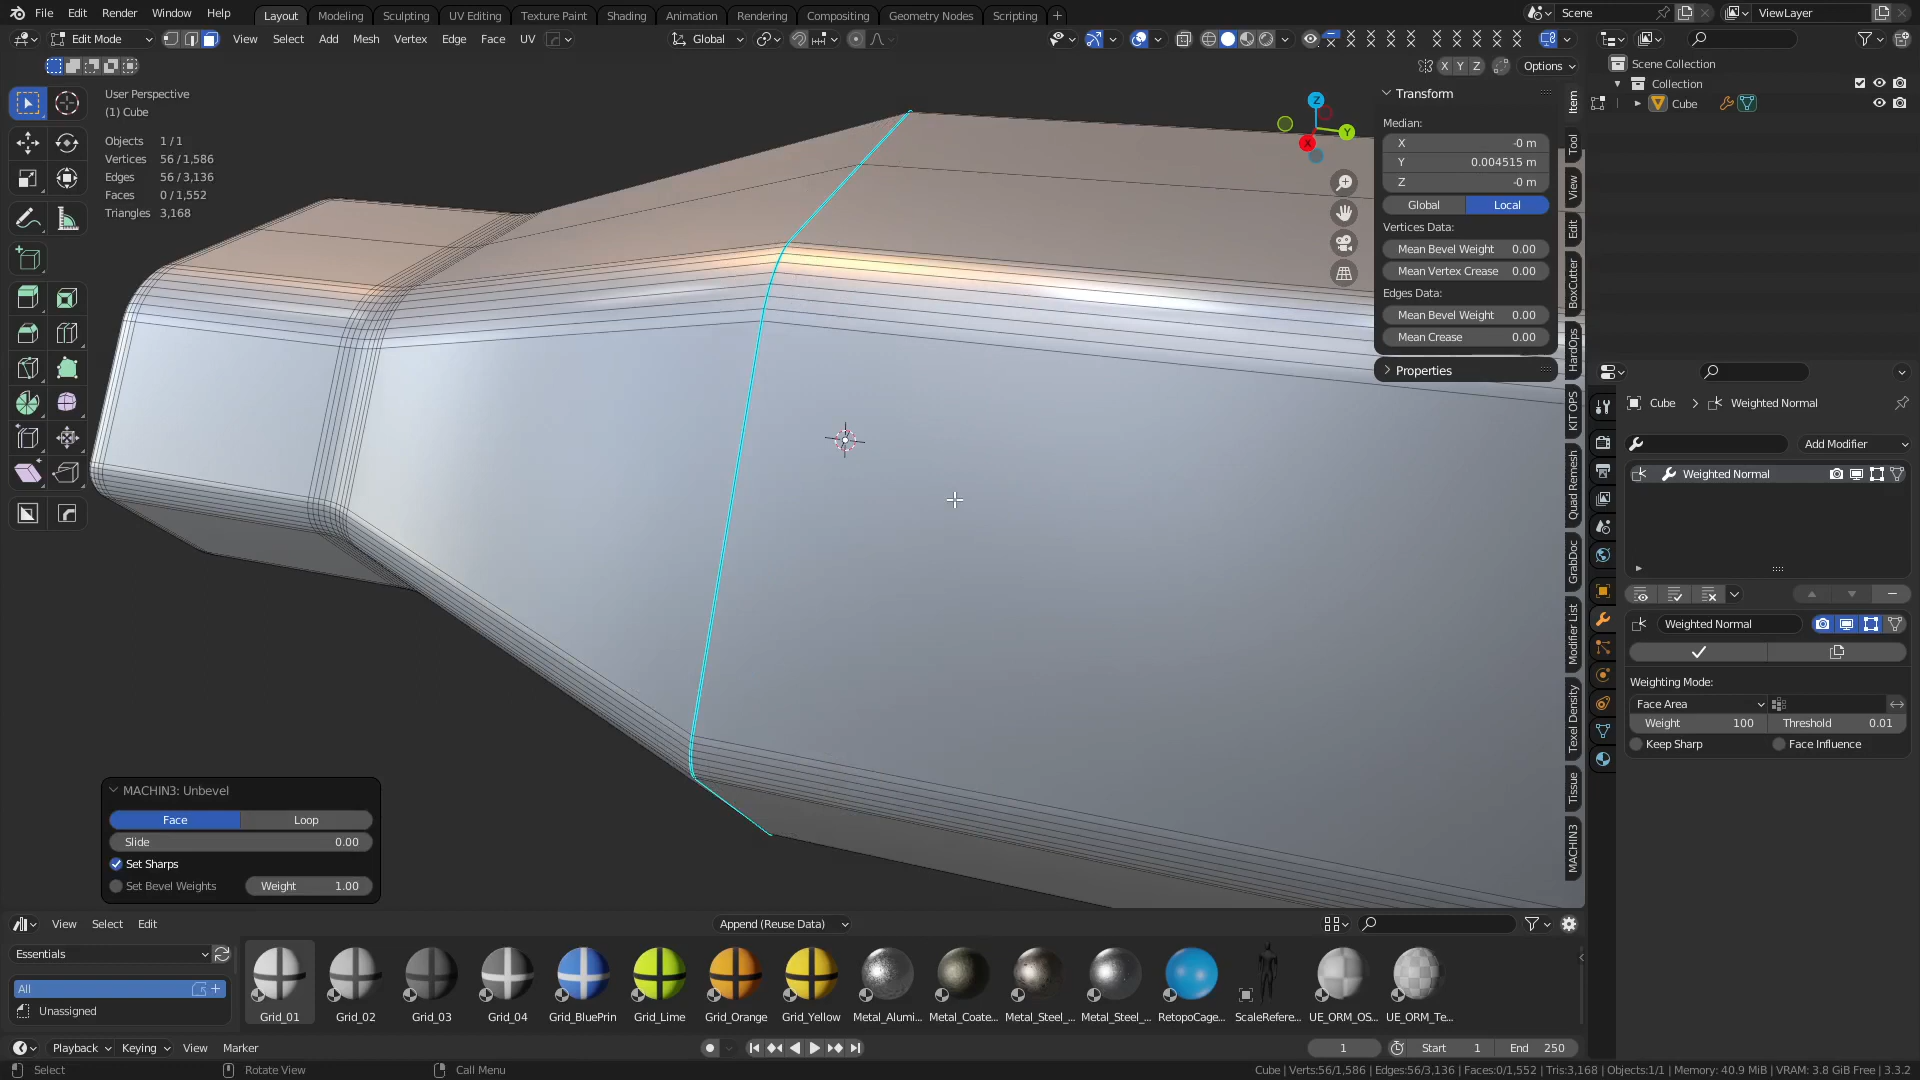 File Edit Render Window Help
Layout Modeling Sculpting UV Editing Texture Paint Shading Animation Rendering Compositing Geometry Nodes Scripting +
Scene
ViewLayer
Edit Mode View Select Add Mesh Vertex Edge Face UV
Global
X Y Z Options
User Perspective
(1) Cube
Objects 1/1
Vertices 56/1,586
Edges 56/3,136
Faces 0/1,552
Triangles 3,168
Z
Y
X
Transform
Median:
X -0 m
Y 0.004515 m
Z -0 m
Global Local
Vertices Data:
Mean Bevel Weight 0.00
Mean Vertex Crease 0.00
Edges Data:
Mean Bevel Weight 0.00
Mean Crease 0.00
Properties
Item
Tool
View
Edit
BoxCutter
HardOps
KIT OPS
Quad Remesh
GrabDoc
Modifier List
Texel Density
Tissue
MACHIN3
Scene Collection
Collection
Cube
Cube > Weighted Normal
Add Modifier
Weighted Normal
Weighted Normal
Weighting Mode:
Face Area
Weight 100 Threshold 0.01
Keep Sharp Face Influence
MACHIN3: Unbevel
Face Loop
Slide 0.00
Set Sharps
Set Bevel Weights Weight 1.00
View Select Edit
Append (Reuse Data)
Essentials
All
Unassigned
Grid_01 Grid_02 Grid_03 Grid_04 Grid_BluePrin Grid_Lime Grid_Orange Grid_Yellow Metal_Alumi... Metal_Coate... Metal_Steel_... Metal_Steel_... RetopoCage... ScaleRefere... UE_ORM_OS... UE_ORM_Te...
Playback Keying View Marker
1 Start 1 End 250
Select Rotate View Call Menu
Cube | Verts:56/1,586 | Edges:56/3,136 | Faces:0/1,552 | Tris:3,168 | Objects:1/1 | Memory: 40.9 MiB | VRAM: 3.8 GiB Free | 3.3.2